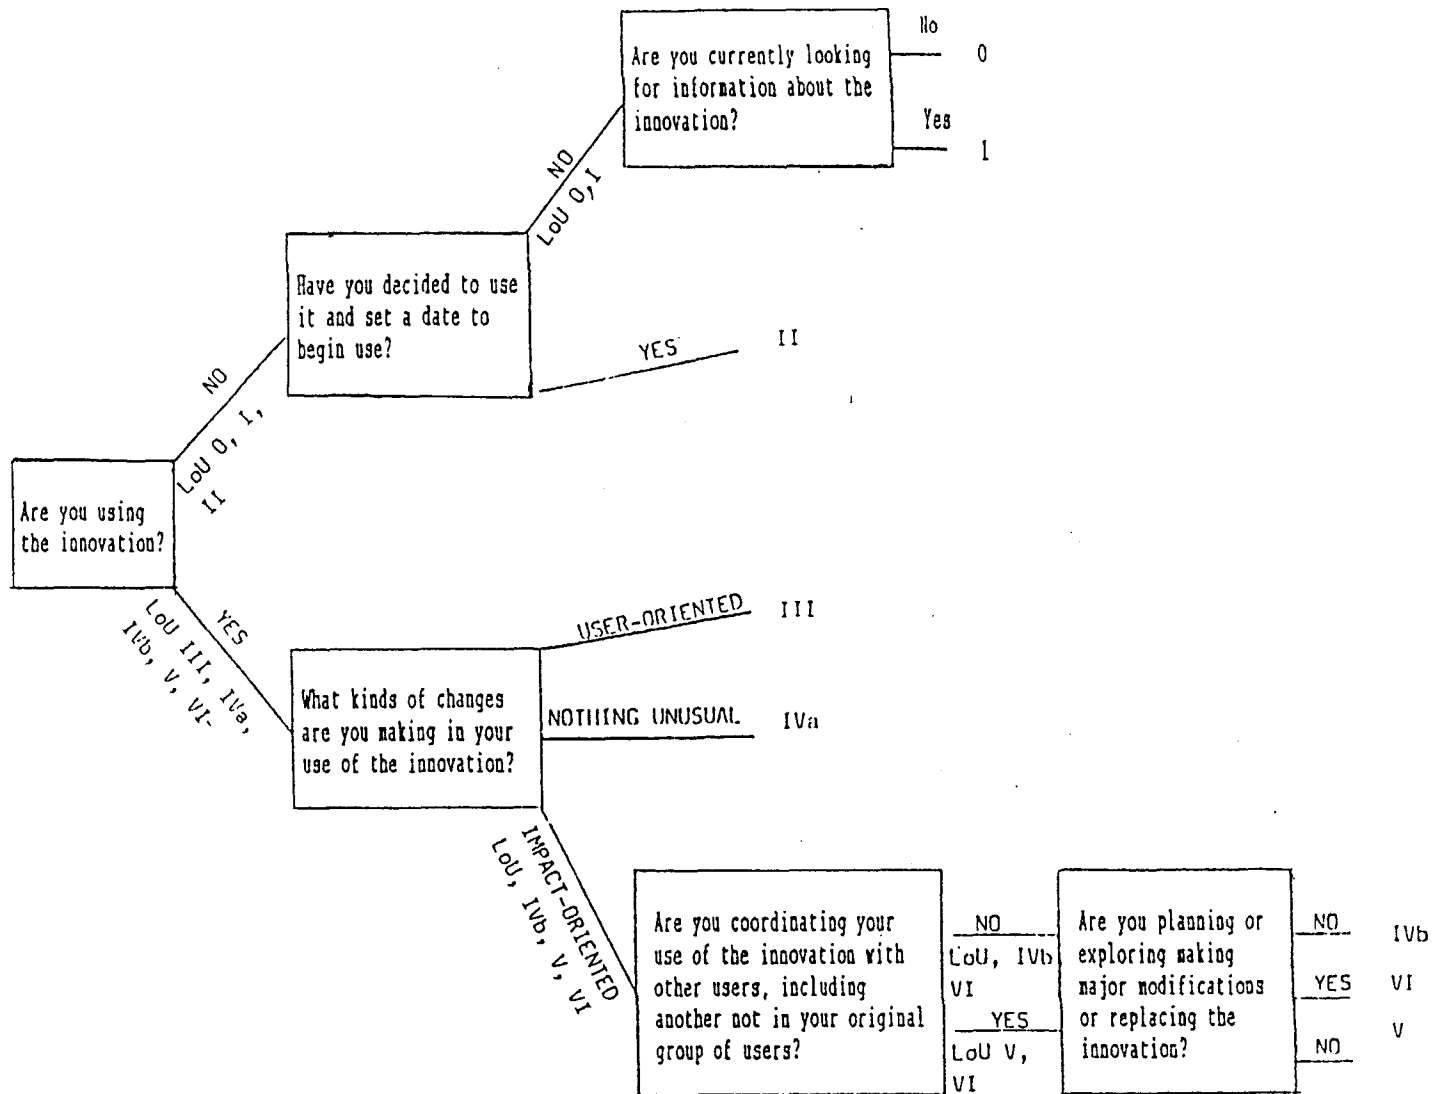 Are you currently looking
for information about the
innovation?
No
0
Yes
I
NO
LoU 0,I
Have you decided to use
it and set a date to
begin use?
YES
II
NO
LoU 0, I,
II
Are you using
the innovation?
YES
LoU III, IVa,
IVb, V, VI-
What kinds of changes
are you making in your
use of the innovation?
USER-ORIENTED
III
NOTHING UNUSUAL
IVa
IMPACT-ORIENTED
LoU, IVb, V, VI
Are you coordinating your
use of the innovation with
other users, including
another not in your original
group of users?
NO
LoU, IVb
VI
YES
LoU V,
VI
Are you planning or
exploring making
major modifications
or replacing the
innovation?
NO
IVb
YES
VI
NO
V